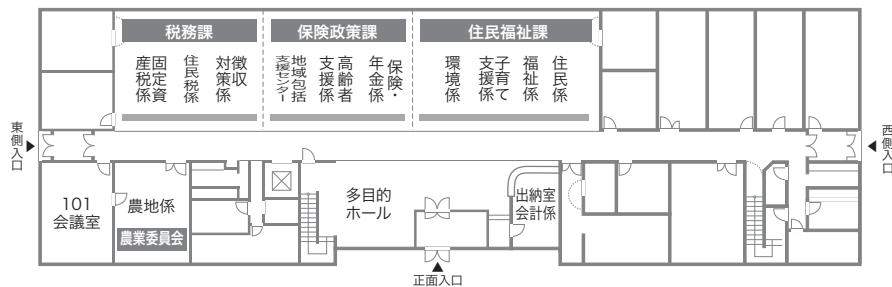 税務課
保険政策課
住民福祉課
固定資
産税係
住民税係
徴収
対策係
地域包括
支援センター
高齢者
支援係
保険・
年金係
環境係
子育て
支援係
福祉係
住民係
東側入口
西側入口
101
会議室
農地係
農業委員会
多目的
ホール
出納室
会計係
正面入口